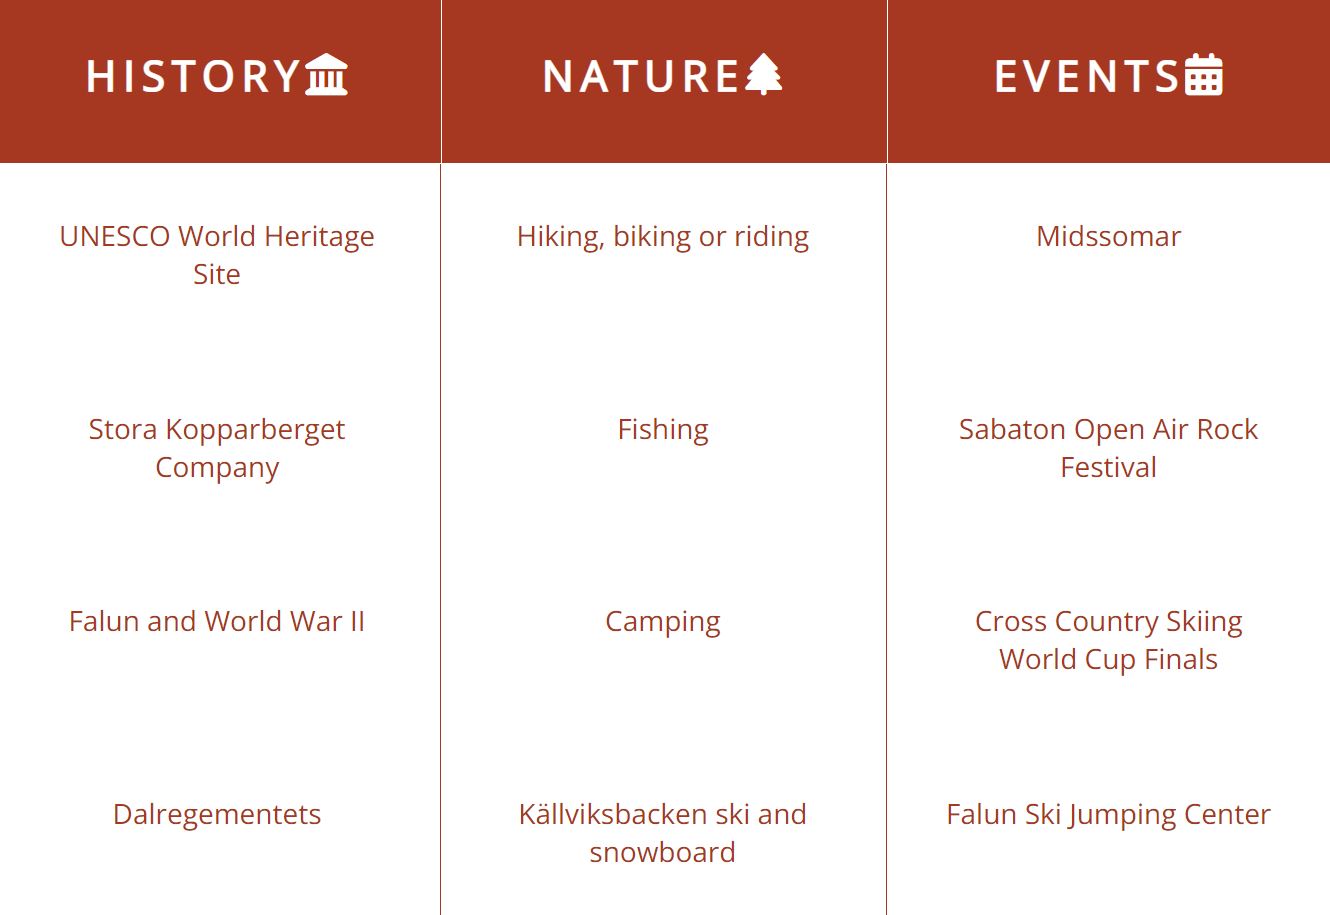 HISTORY
NATURE
EVENTS
UNESCO World Heritage
Site
Hiking, biking or riding
Midssomar
Stora Kopparberget
Company
Fishing
Sabaton Open Air Rock
Festival
Falun and World War II
Camping
Cross Country Skiing
World Cup Finals
Dalregementets
Källviksbacken ski and
snowboard
Falun Ski Jumping Center